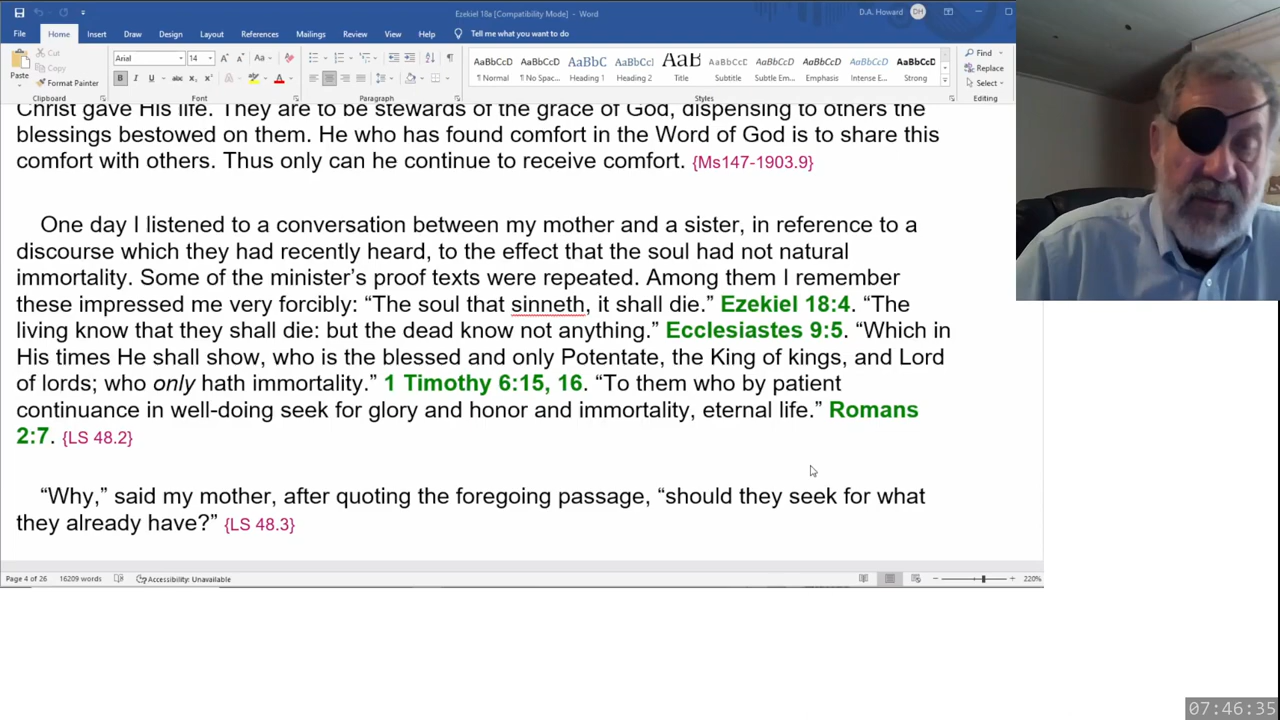 Ezekiel 18a [Compatibility Mode] - Word
D.A. Howard DH
File Home Insert Draw Design Layout References Mailings Review View Help Tell me what you want to do
Paste
Cut
Copy
Format Painter
Clipboard
Arial 14
Font
Paragraph
AaBbCcD AaBbCcD AaBbC AaBbCcl AaB AaBbCcD AaBbCcD AaBbCcD AaBbCcD AaBbCcD
¶ Normal ¶ No Spac... Heading 1 Heading 2 Title Subtitle Subtle Em... Emphasis Intense E... Strong
Styles
Find
Replace
Select
Editing
Christ gave His life. They are to be stewards of the grace of God, dispensing to others the
blessings bestowed on them. He who has found comfort in the Word of God is to share this
comfort with others. Thus only can he continue to receive comfort. {Ms147-1903.9}
One day I listened to a conversation between my mother and a sister, in reference to a
discourse which they had recently heard, to the effect that the soul had not natural
immortality. Some of the minister’s proof texts were repeated. Among them I remember
these impressed me very forcibly: “The soul that sinneth, it shall die.” Ezekiel 18:4. “The
living know that they shall die: but the dead know not anything.” Ecclesiastes 9:5. “Which in
His times He shall show, who is the blessed and only Potentate, the King of kings, and Lord
of lords; who only hath immortality.” 1 Timothy 6:15, 16. “To them who by patient
continuance in well-doing seek for glory and honor and immortality, eternal life.” Romans
2:7. {LS 48.2}
“Why,” said my mother, after quoting the foregoing passage, “should they seek for what
they already have?” {LS 48.3}
Page 4 of 26 16209 words Accessibility: Unavailable 220%
07:46:35